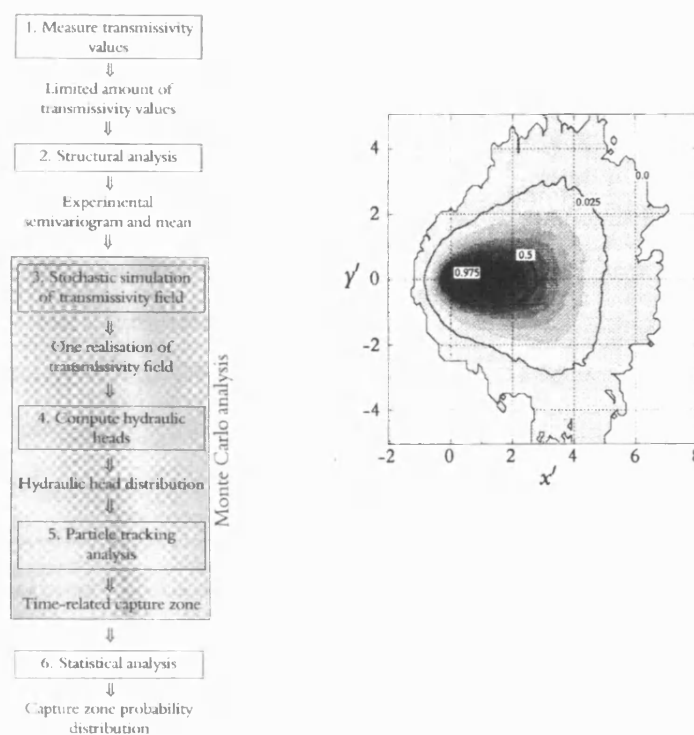 1. Measure transmissivity
values
⇓
Limited amount of
transmissivity values
⇓
2. Structural analysis
⇓
Experimental
semivariogram and mean
⇓
3. Stochastic simulation
of transmissivity field
⇓
One realisation of
transmissivity field
⇓
4. Compute hydraulic
heads
⇓
Hydraulic head distribution
⇓
5. Particle tracking
analysis
⇓
Time-related capture zone
⇓
6. Statistical analysis
⇓
Capture zone probability
distribution
Monte Carlo analysis
4
2
0
-2
-4
y'
-2
0
2
4
6
8
x'
0
0.0
0.025
0.5
0.975